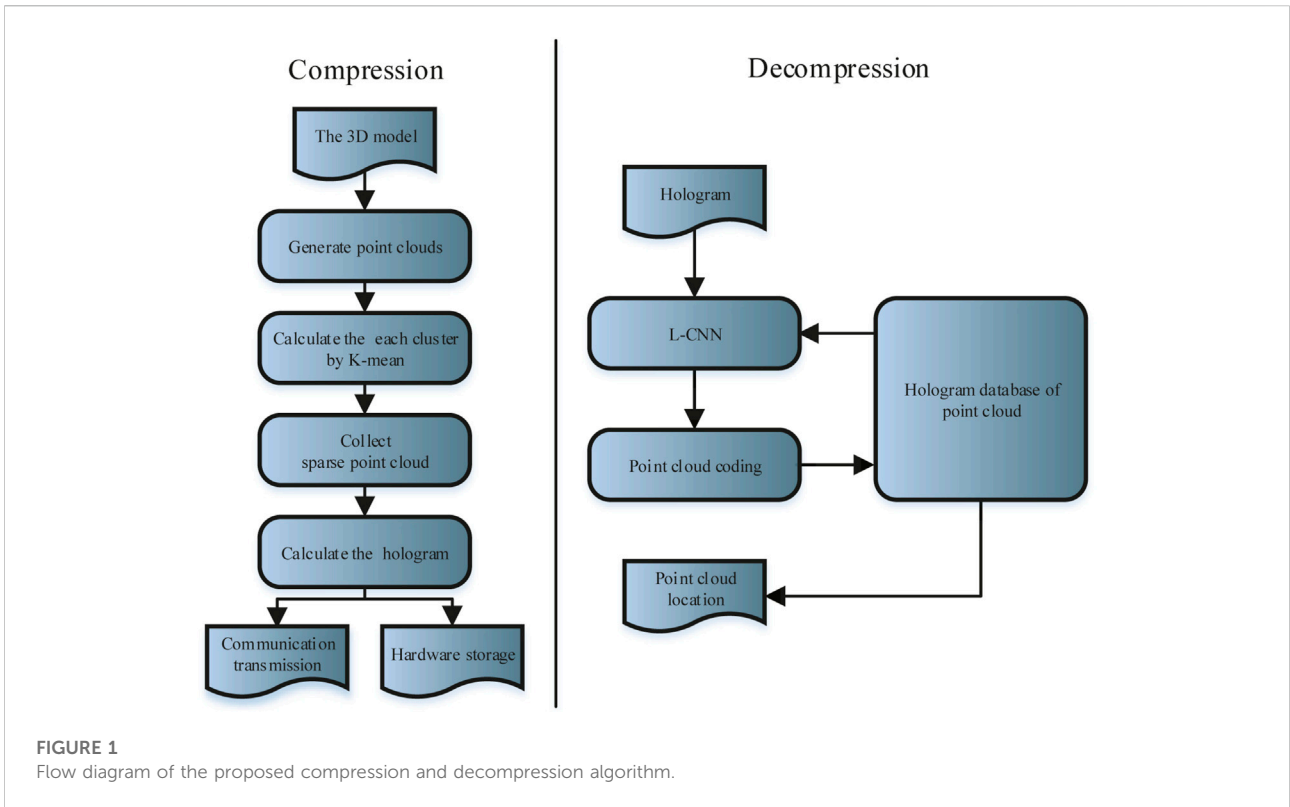 Compression
The 3D model
Generate point clouds
Calculate the each cluster
by K-mean
Collect
sparse point cloud
Calculate the hologram
Communication
transmission
Hardware storage
Decompression
Hologram
L-CNN
Point cloud coding
Hologram database of
point cloud
Point cloud
location
FIGURE 1
Flow diagram of the proposed compression and decompression algorithm.